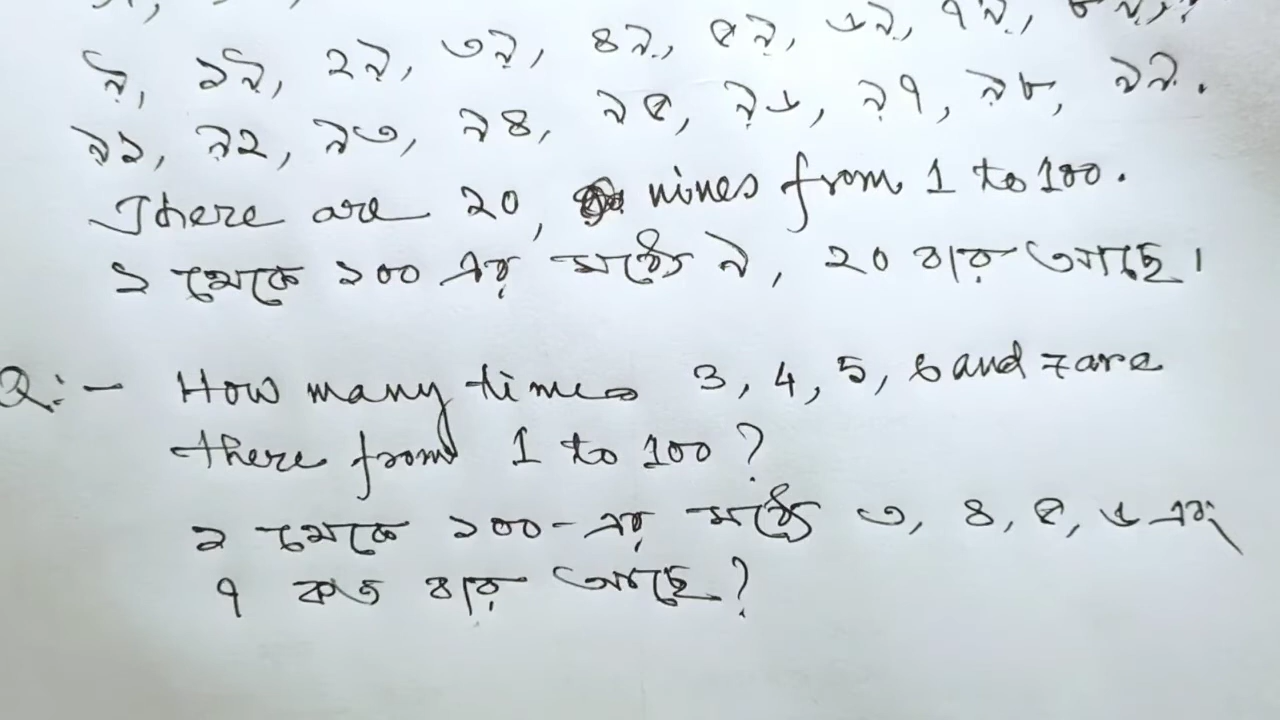 ৯, ১৯, ২৯, ৩৯, ৪৯, ৫৯, ৬৯, ৭৯, ৮৯,
৯১, ৯২, ৯৩, ৯৪, ৯৫, ৯৬, ৯৭, ৯৮, ৯৯.
There are 20, nines from 1 to 100.
১ থেকে ১০০ এর মধ্যে ৯, ২০ বার আছে।
Q:- How many times 3, 4, 5, 6 and 7 are
there from 1 to 100?
১ থেকে ১০০-এর মধ্যে ৩, ৪, ৫, ৬ এবং
৭ কত বার আছে?